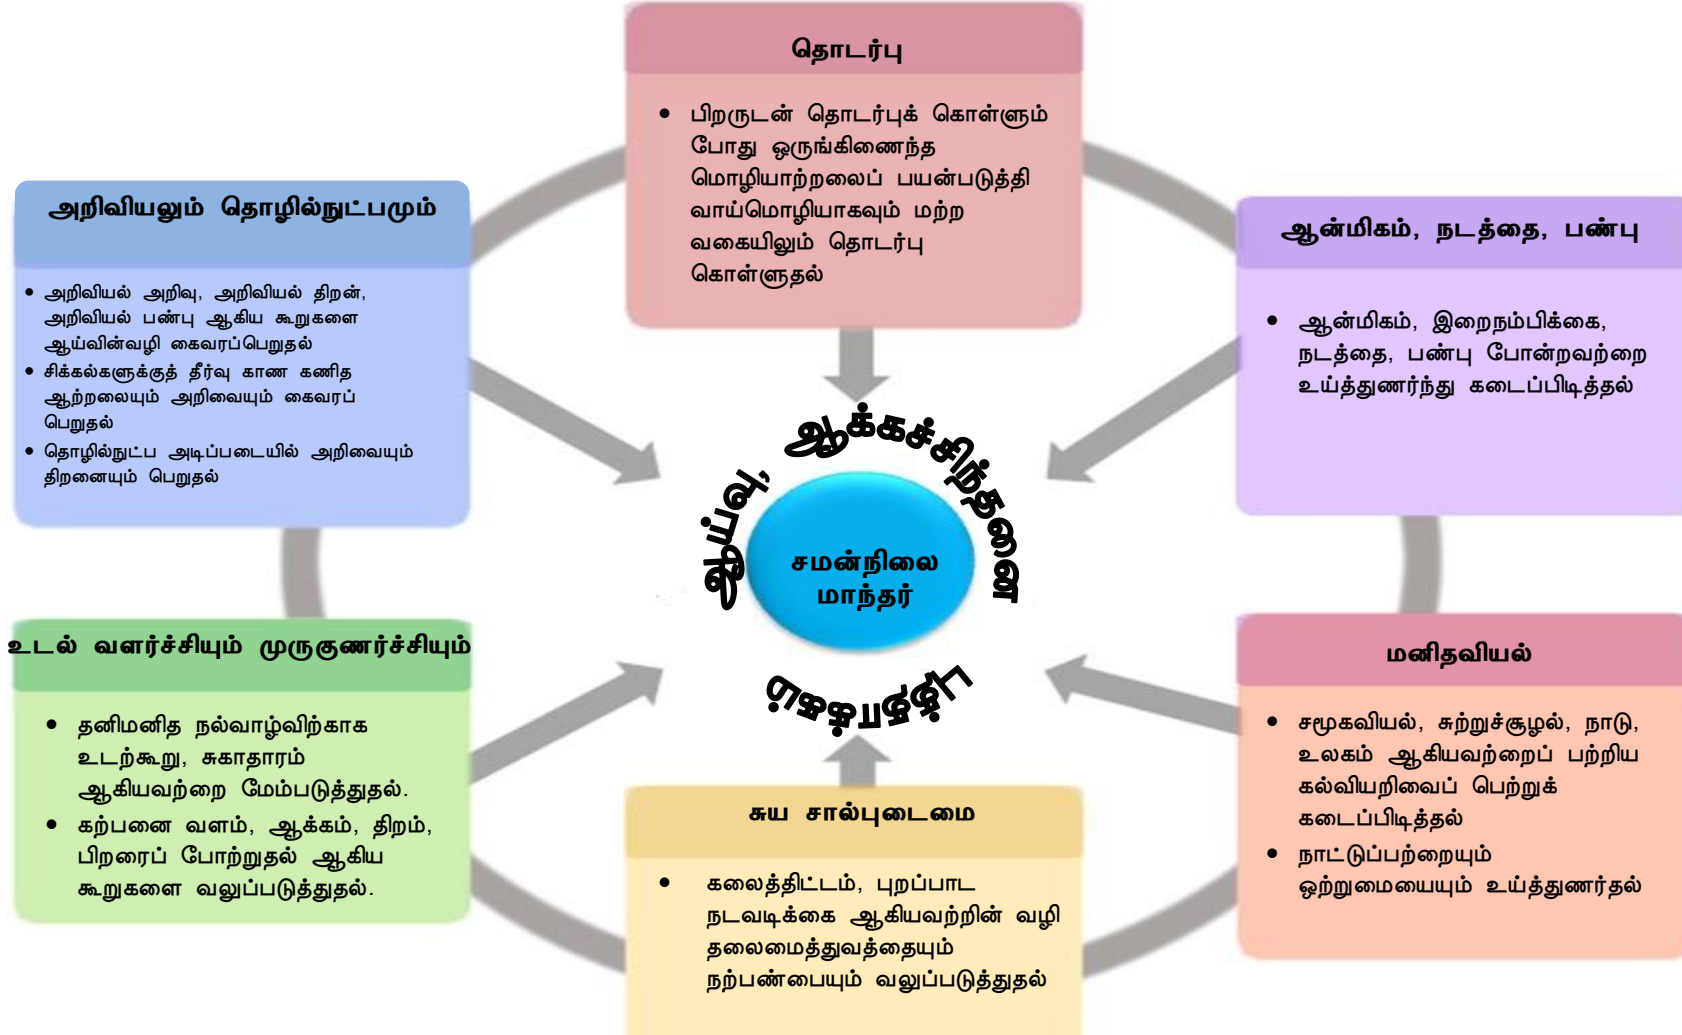 தொடர்பு
• பிறருடன் தொடர்புக் கொள்ளும்
போது ஒருங்கிணைந்த
மொழியாற்றலைப் பயன்படுத்தி
வாய்மொழியாகவும் மற்ற
வகையிலும் தொடர்பு
கொள்ளுதல்
அறிவியலும் தொழில்நுட்பமும்
• அறிவியல் அறிவு, அறிவியல் திறன்,
அறிவியல் பண்பு ஆகிய கூறுகளை
ஆய்வின்வழி கைவரப்பெறுதல்
• சிக்கல்களுக்குத் தீர்வு காண கணித
ஆற்றலையும் அறிவையும் கைவரப்
பெறுதல்
• தொழில்நுட்ப அடிப்படையில் அறிவையும்
திறனையும் பெறுதல்
ஆன்மிகம், நடத்தை, பண்பு
• ஆன்மிகம், இறைநம்பிக்கை,
நடத்தை, பண்பு போன்றவற்றை
உய்த்துணர்ந்து கடைப்பிடித்தல்
ஆய்வு, ஆக்கச்சிந்தனை
சமன்நிலை
மாந்தர்
புத்தாக்கம்
உடல் வளர்ச்சியும் முருகுணர்ச்சியும்
• தனிமனித நல்வாழ்விற்காக
உடற்கூறு, சுகாதாரம்
ஆகியவற்றை மேம்படுத்துதல்.
• கற்பனை வளம், ஆக்கம், திறம்,
பிறரைப் போற்றுதல் ஆகிய
கூறுகளை வலுப்படுத்துதல்.
சுய சால்புடைமை
• கலைத்திட்டம், புறப்பாட
நடவடிக்கை ஆகியவற்றின் வழி
தலைமைத்துவத்தையும்
நற்பண்பையும் வலுப்படுத்துதல்
மனிதவியல்
• சமூகவியல், சுற்றுச்சூழல், நாடு,
உலகம் ஆகியவற்றைப் பற்றிய
கல்வியறிவைப் பெற்றுக்
கடைப்பிடித்தல்
• நாட்டுப்பற்றையும்
ஒற்றுமையையும் உய்த்துணர்தல்